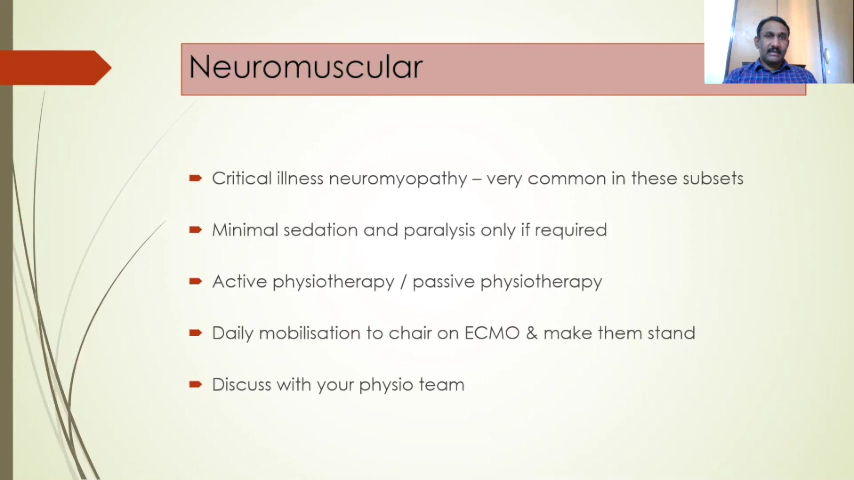 Neuromuscular
Critical illness neuromyopathy – very common in these subsets
Minimal sedation and paralysis only if required
Active physiotherapy / passive physiotherapy
Daily mobilisation to chair on ECMO & make them stand
Discuss with your physio team